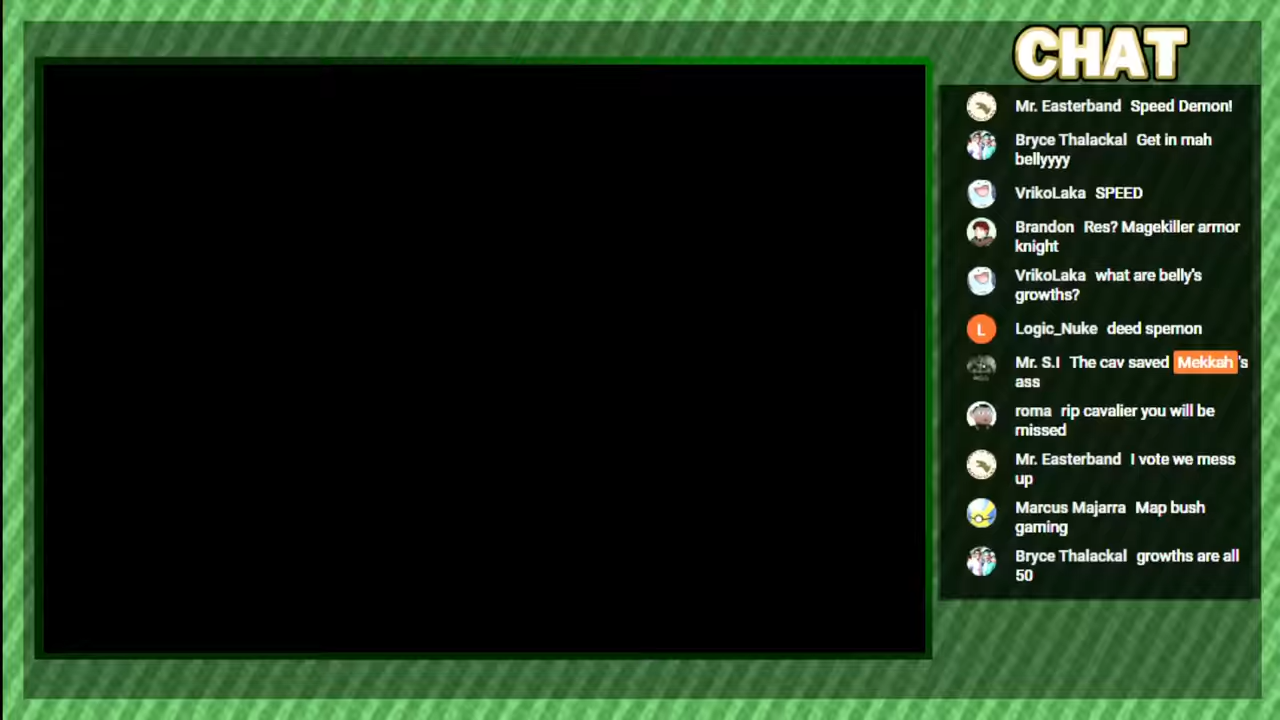 CHAT
Mr. Easterband Speed Demon!
Bryce Thalackal Get in mah
bellyyyy
VrikoLaka SPEED
Brandon Res? Magekiller armor
knight
VrikoLaka what are belly's
growths?
L
Logic_Nuke deed spemon
Mr. S.I The cav saved Mekkah's
ass
roma rip cavalier you will be
missed
Mr. Easterband I vote we mess
up
Marcus Majarra Map bush
gaming
Bryce Thalackal growths are all
50